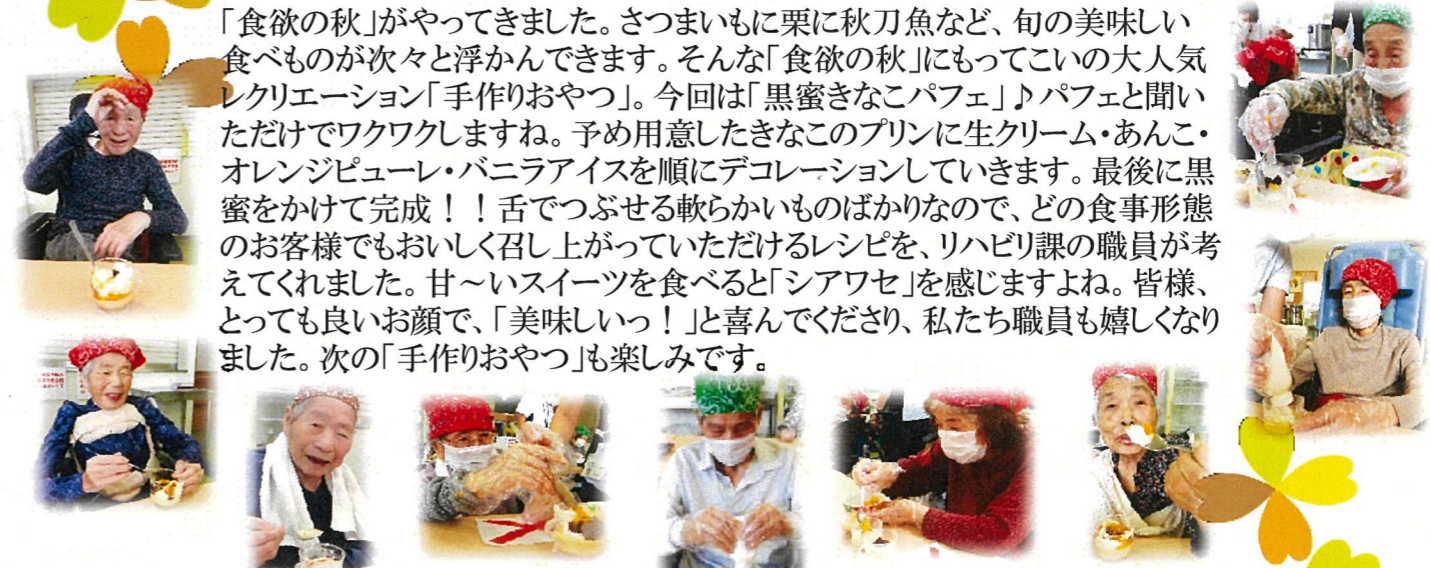 「食欲の秋」がやってきました。さつまいもに栗に秋刀魚など、旬の美味しい
食べものが次々と浮かんできます。そんな「食欲の秋」にもってこいの大人気
レクリエーション「手作りおやつ」。今回は「黒蜜きなこパフェ」♪パフェと聞い
ただけでワクワクしますね。予め用意したきなこのプリンに生クリーム・あんこ・
オレンジピューレ・バニラアイスを順にデコレーションしていきます。最後に黒
蜜をかけて完成！！舌でつぶせる軟らかいものばかりなので、どの食事形態
のお客様でもおいしく召し上がっていただけるレシピを、リハビリ課の職員が考
えてくれました。甘～いスイーツを食べると「シアワセ」を感じますよね。皆様、
とっても良いお顔で、「美味しいっ！」と喜んでくださり、私たち職員も嬉しくなり
ました。次の「手作りおやつ」も楽しみです。